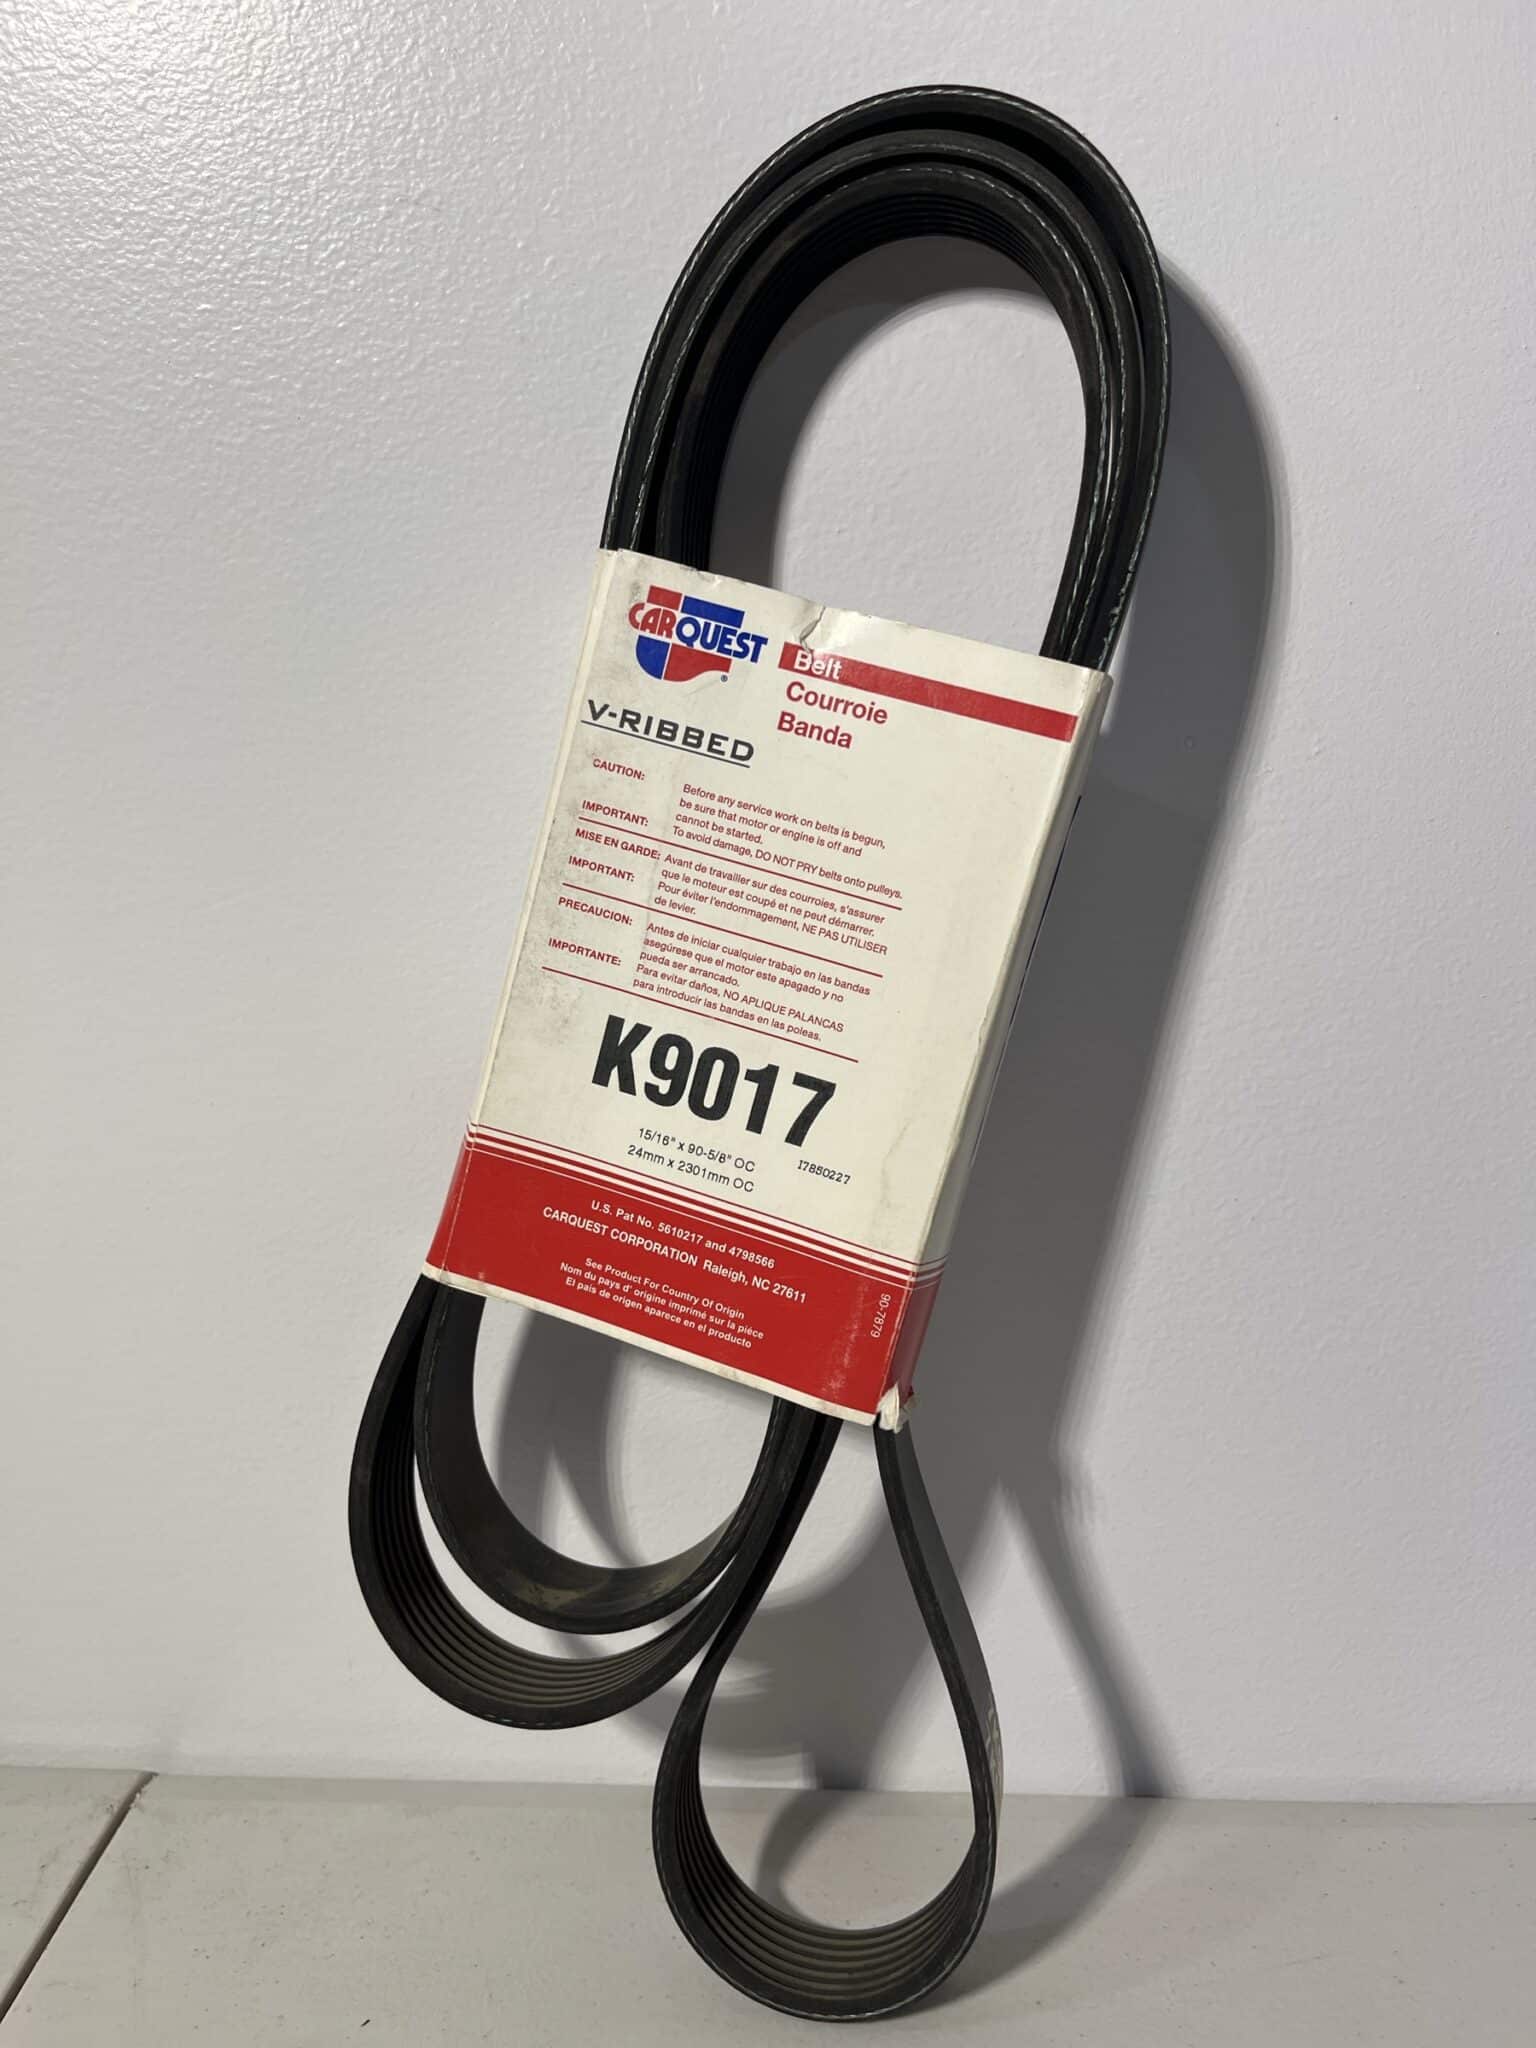 CARQUEST
®
Belt
Courroie
Banda
V-RIBBED
CAUTION:
Before any service work on belts is begun,
be sure that motor or engine is off and
cannot be started.
IMPORTANT:
To avoid damage, DO NOT PRY belts onto pulleys.
MISE EN GARDE:
Avant de travailler sur des courroies, s'assurer
que le moteur est coupé et ne peut démarrer.
IMPORTANT:
Pour éviter l'endommagement, NE PAS UTILISER
de levier.
PRECAUCION:
Antes de iniciar cualquier trabajo en las bandas
asegúrese que el motor este apagado y no
pueda ser arrancado.
IMPORTANTE:
Para evitar daños, NO APLIQUE PALANCAS
para introducir las bandas en las poleas.
K9017
15/16" x 90-5/8" OC
24mm x 2301mm OC
I7850227
U.S. Pat No. 5610217 and 4798566
CARQUEST CORPORATION Raleigh, NC 27611
See Product For Country Of Origin
Nom du pays d' origine imprimé sur la pièce
El pais de origen aparece en el producto
90-7879